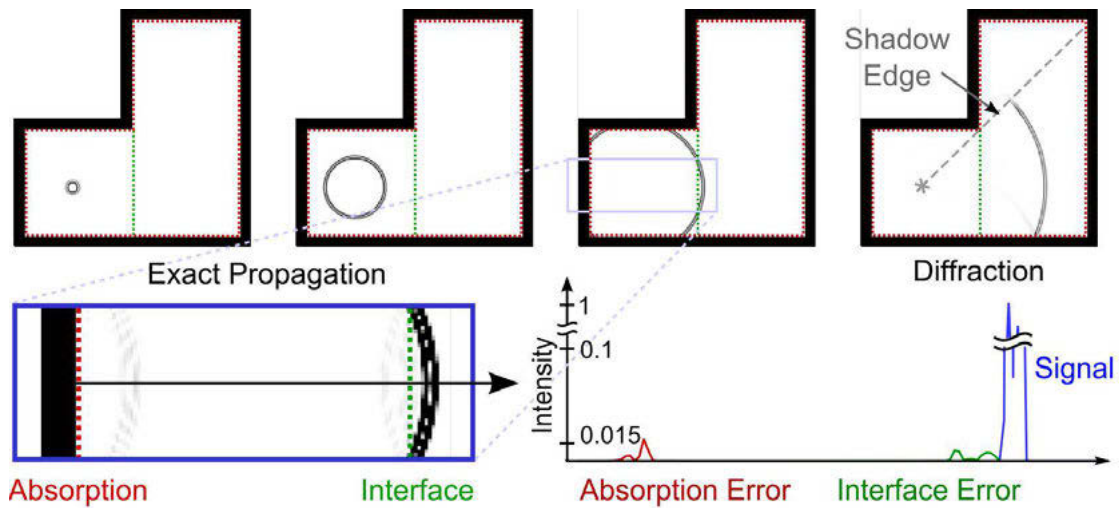 Shadow
Edge
Exact Propagation
Diffraction
Intensity
1
0.1
0.015
Signal
Absorption
Interface
Absorption Error
Interface Error